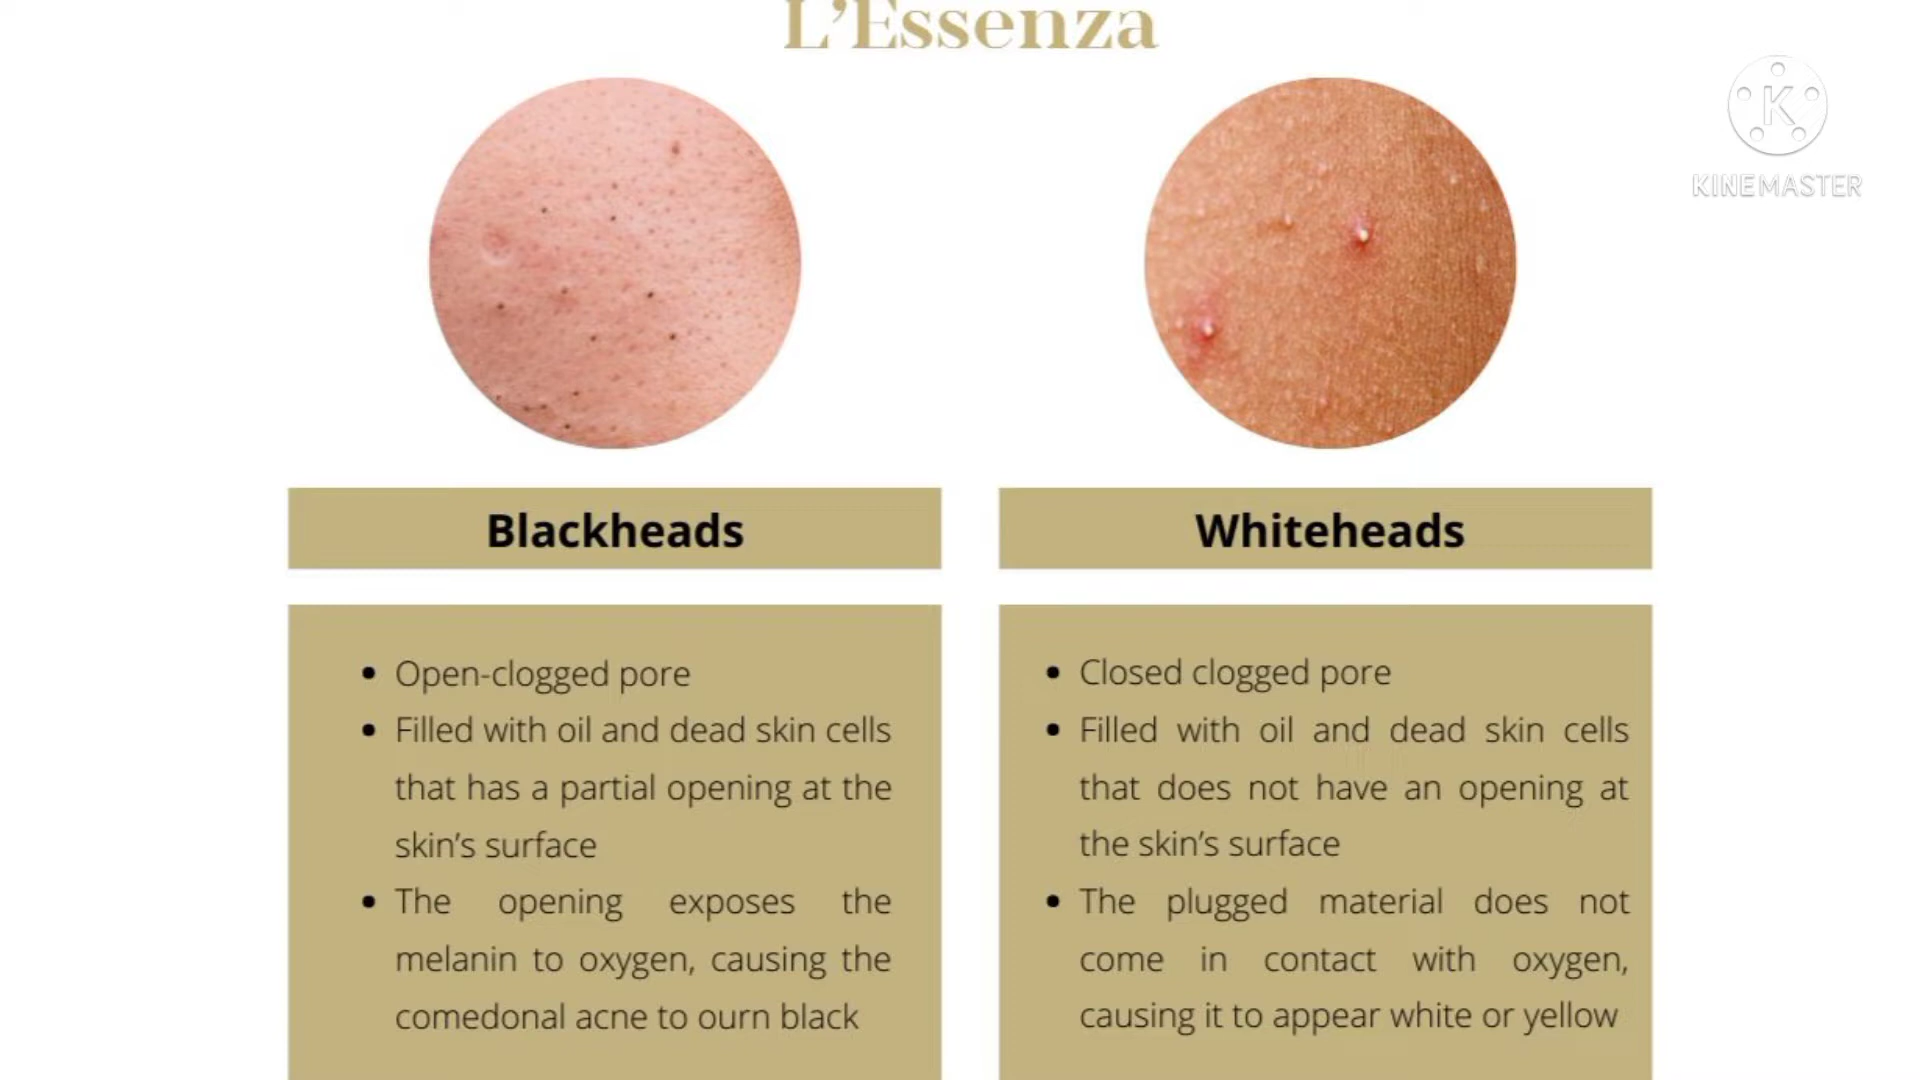 L'Essenza
K
KINEMASTER
Blackheads
Whiteheads
• Open-clogged pore
• Filled with oil and dead skin cells
that has a partial opening at the
skin's surface
• The opening exposes the
melanin to oxygen, causing the
comedonal acne to ourn black
• Closed clogged pore
• Filled with oil and dead skin cells
that does not have an opening at
the skin's surface
• The plugged material does not
come in contact with oxygen,
causing it to appear white or yellow